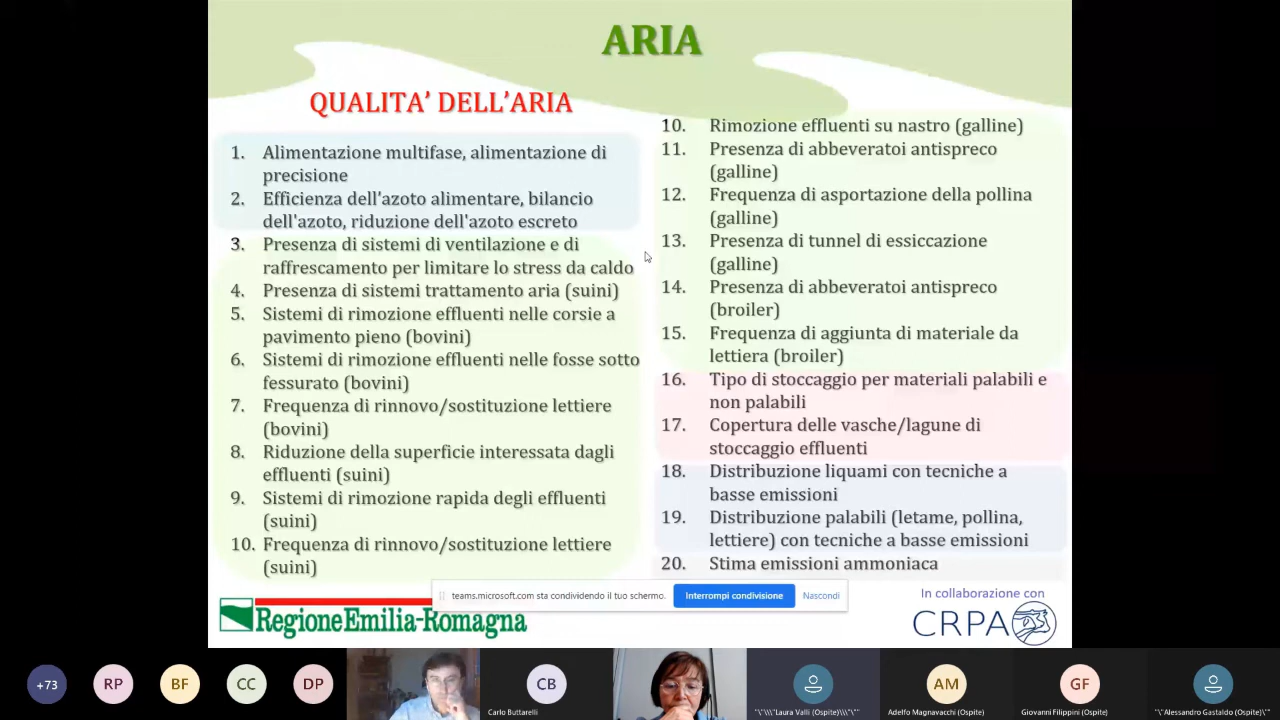 ARIA
QUALITA' DELL'ARIA
1. Alimentazione multifase, alimentazione di
precisione
2. Efficienza dell'azoto alimentare, bilancio
dell'azoto, riduzione dell'azoto escreto
3. Presenza di sistemi di ventilazione e di
raffrescamento per limitare lo stress da caldo
4. Presenza di sistemi trattamento aria (suini)
5. Sistemi di rimozione effluenti nelle corsie a
pavimento pieno (bovini)
6. Sistemi di rimozione effluenti nelle fosse sotto
fessurato (bovini)
7. Frequenza di rinnovo/sostituzione lettiere
(bovini)
8. Riduzione della superficie interessata dagli
effluenti (suini)
9. Sistemi di rimozione rapida degli effluenti
(suini)
10. Frequenza di rinnovo/sostituzione lettiere
(suini)
10. Rimozione effluenti su nastro (galline)
11. Presenza di abbeveratoi antispreco
(galline)
12. Frequenza di asportazione della pollina
(galline)
13. Presenza di tunnel di essiccazione
(galline)
14. Presenza di abbeveratoi antispreco
(broiler)
15. Frequenza di aggiunta di materiale da
lettiera (broiler)
16. Tipo di stoccaggio per materiali palabili e
non palabili
17. Copertura delle vasche/lagune di
stoccaggio effluenti
18. Distribuzione liquami con tecniche a
basse emissioni
19. Distribuzione palabili (letame, pollina,
lettiere) con tecniche a basse emissioni
20. Stima emissioni ammoniaca
teams.microsoft.com sta condividendo il tuo schermo. Interrompi condivisione Nascondi
RegioneEmilia-Romagna
In collaborazione con
CRPA
+73 RP BF CC DP CB AM GF
Carlo Buttarelli
"\"\\\"Laura Valli (Ospite)\\\"\""
Adelfo Magnavacchi (Ospite)
Giovanni Filippini (Ospite)
"\"Alessandro Gastaldo (Ospite)\""